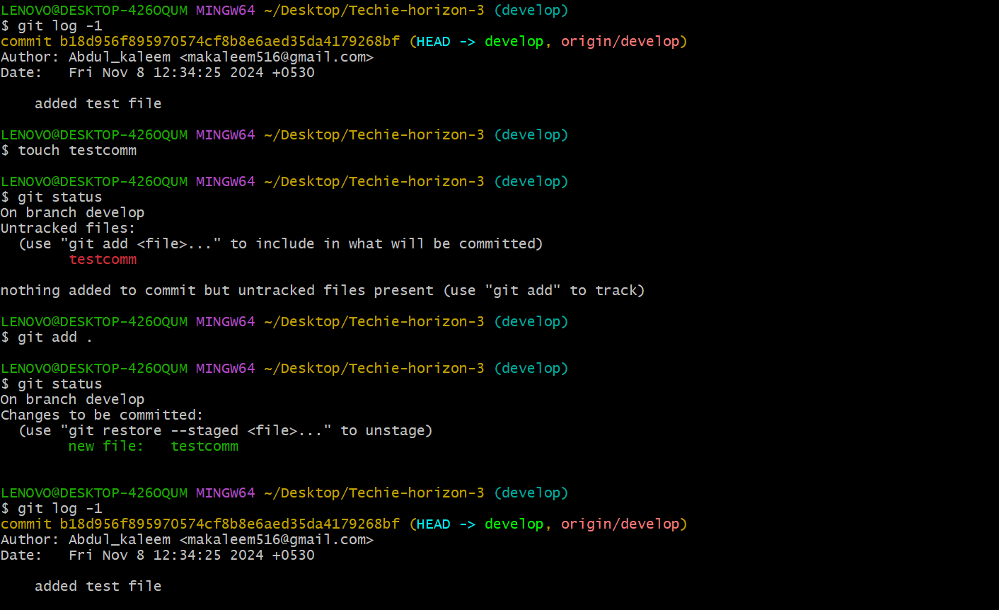 LENOVO@DESKTOP-426OQUM MINGW64 ~/Desktop/Techie-horizon-3 (develop)
$ git log -1
commit b18d956f895970574cf8b8e6aed35da4179268bf (HEAD -> develop, origin/develop)
Author: Abdul_kaleem <makaleem516@gmail.com>
Date:   Fri Nov 8 12:34:25 2024 +0530

    added test file

LENOVO@DESKTOP-426OQUM MINGW64 ~/Desktop/Techie-horizon-3 (develop)
$ touch testcomm

LENOVO@DESKTOP-426OQUM MINGW64 ~/Desktop/Techie-horizon-3 (develop)
$ git status
On branch develop
Untracked files:
  (use "git add <file>..." to include in what will be committed)
        testcomm

nothing added to commit but untracked files present (use "git add" to track)

LENOVO@DESKTOP-426OQUM MINGW64 ~/Desktop/Techie-horizon-3 (develop)
$ git add .

LENOVO@DESKTOP-426OQUM MINGW64 ~/Desktop/Techie-horizon-3 (develop)
$ git status
On branch develop
Changes to be committed:
  (use "git restore --staged <file>..." to unstage)
        new file:   testcomm

LENOVO@DESKTOP-426OQUM MINGW64 ~/Desktop/Techie-horizon-3 (develop)
$ git log -1
commit b18d956f895970574cf8b8e6aed35da4179268bf (HEAD -> develop, origin/develop)
Author: Abdul_kaleem <makaleem516@gmail.com>
Date:   Fri Nov 8 12:34:25 2024 +0530

    added test file